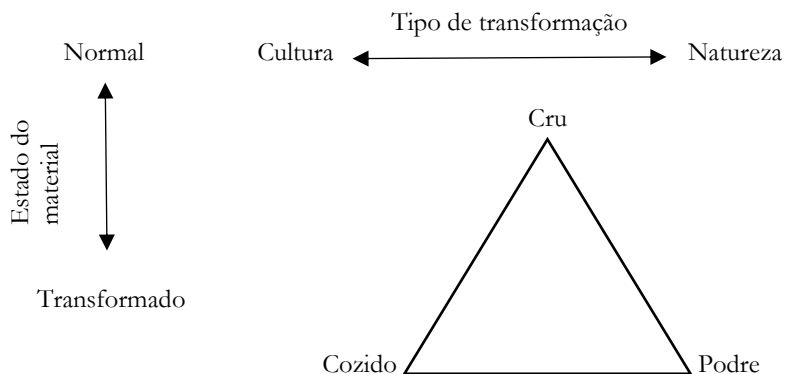 Tipo de transformação
Normal
Cultura
Natureza
Cru
Estado do
material
Transformado
Cozido
Podre